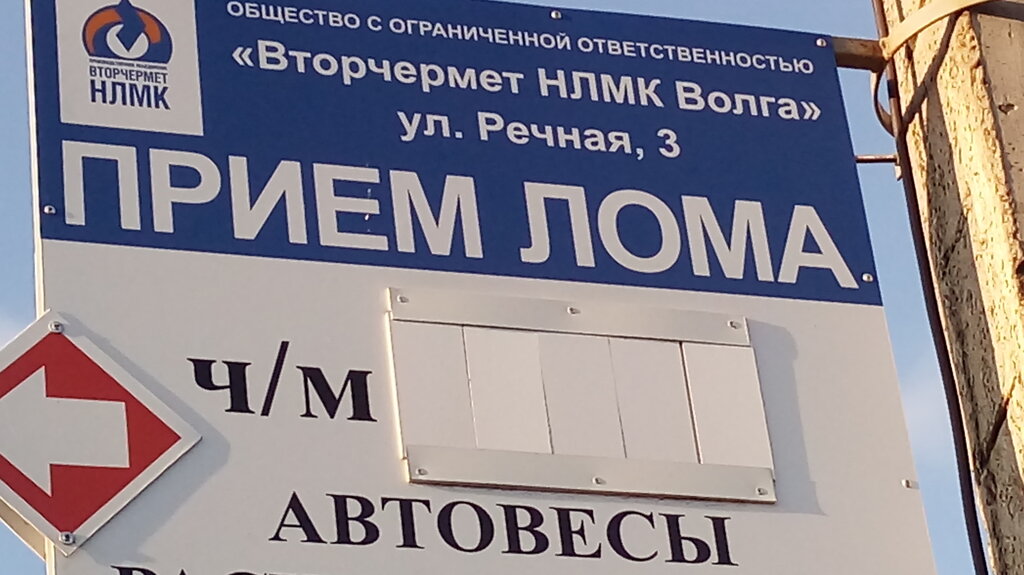 ВТОРЧЕРМЕТ
НЛМК
ОБЩЕСТВО С ОГРАНИЧЕННОЙ ОТВЕТСТВЕННОСТЬЮ
«Вторчермет НЛМК Волга»
ул. Речная, 3
ПРИЕМ ЛОМА
ч/м
АВТОВЕСЫ